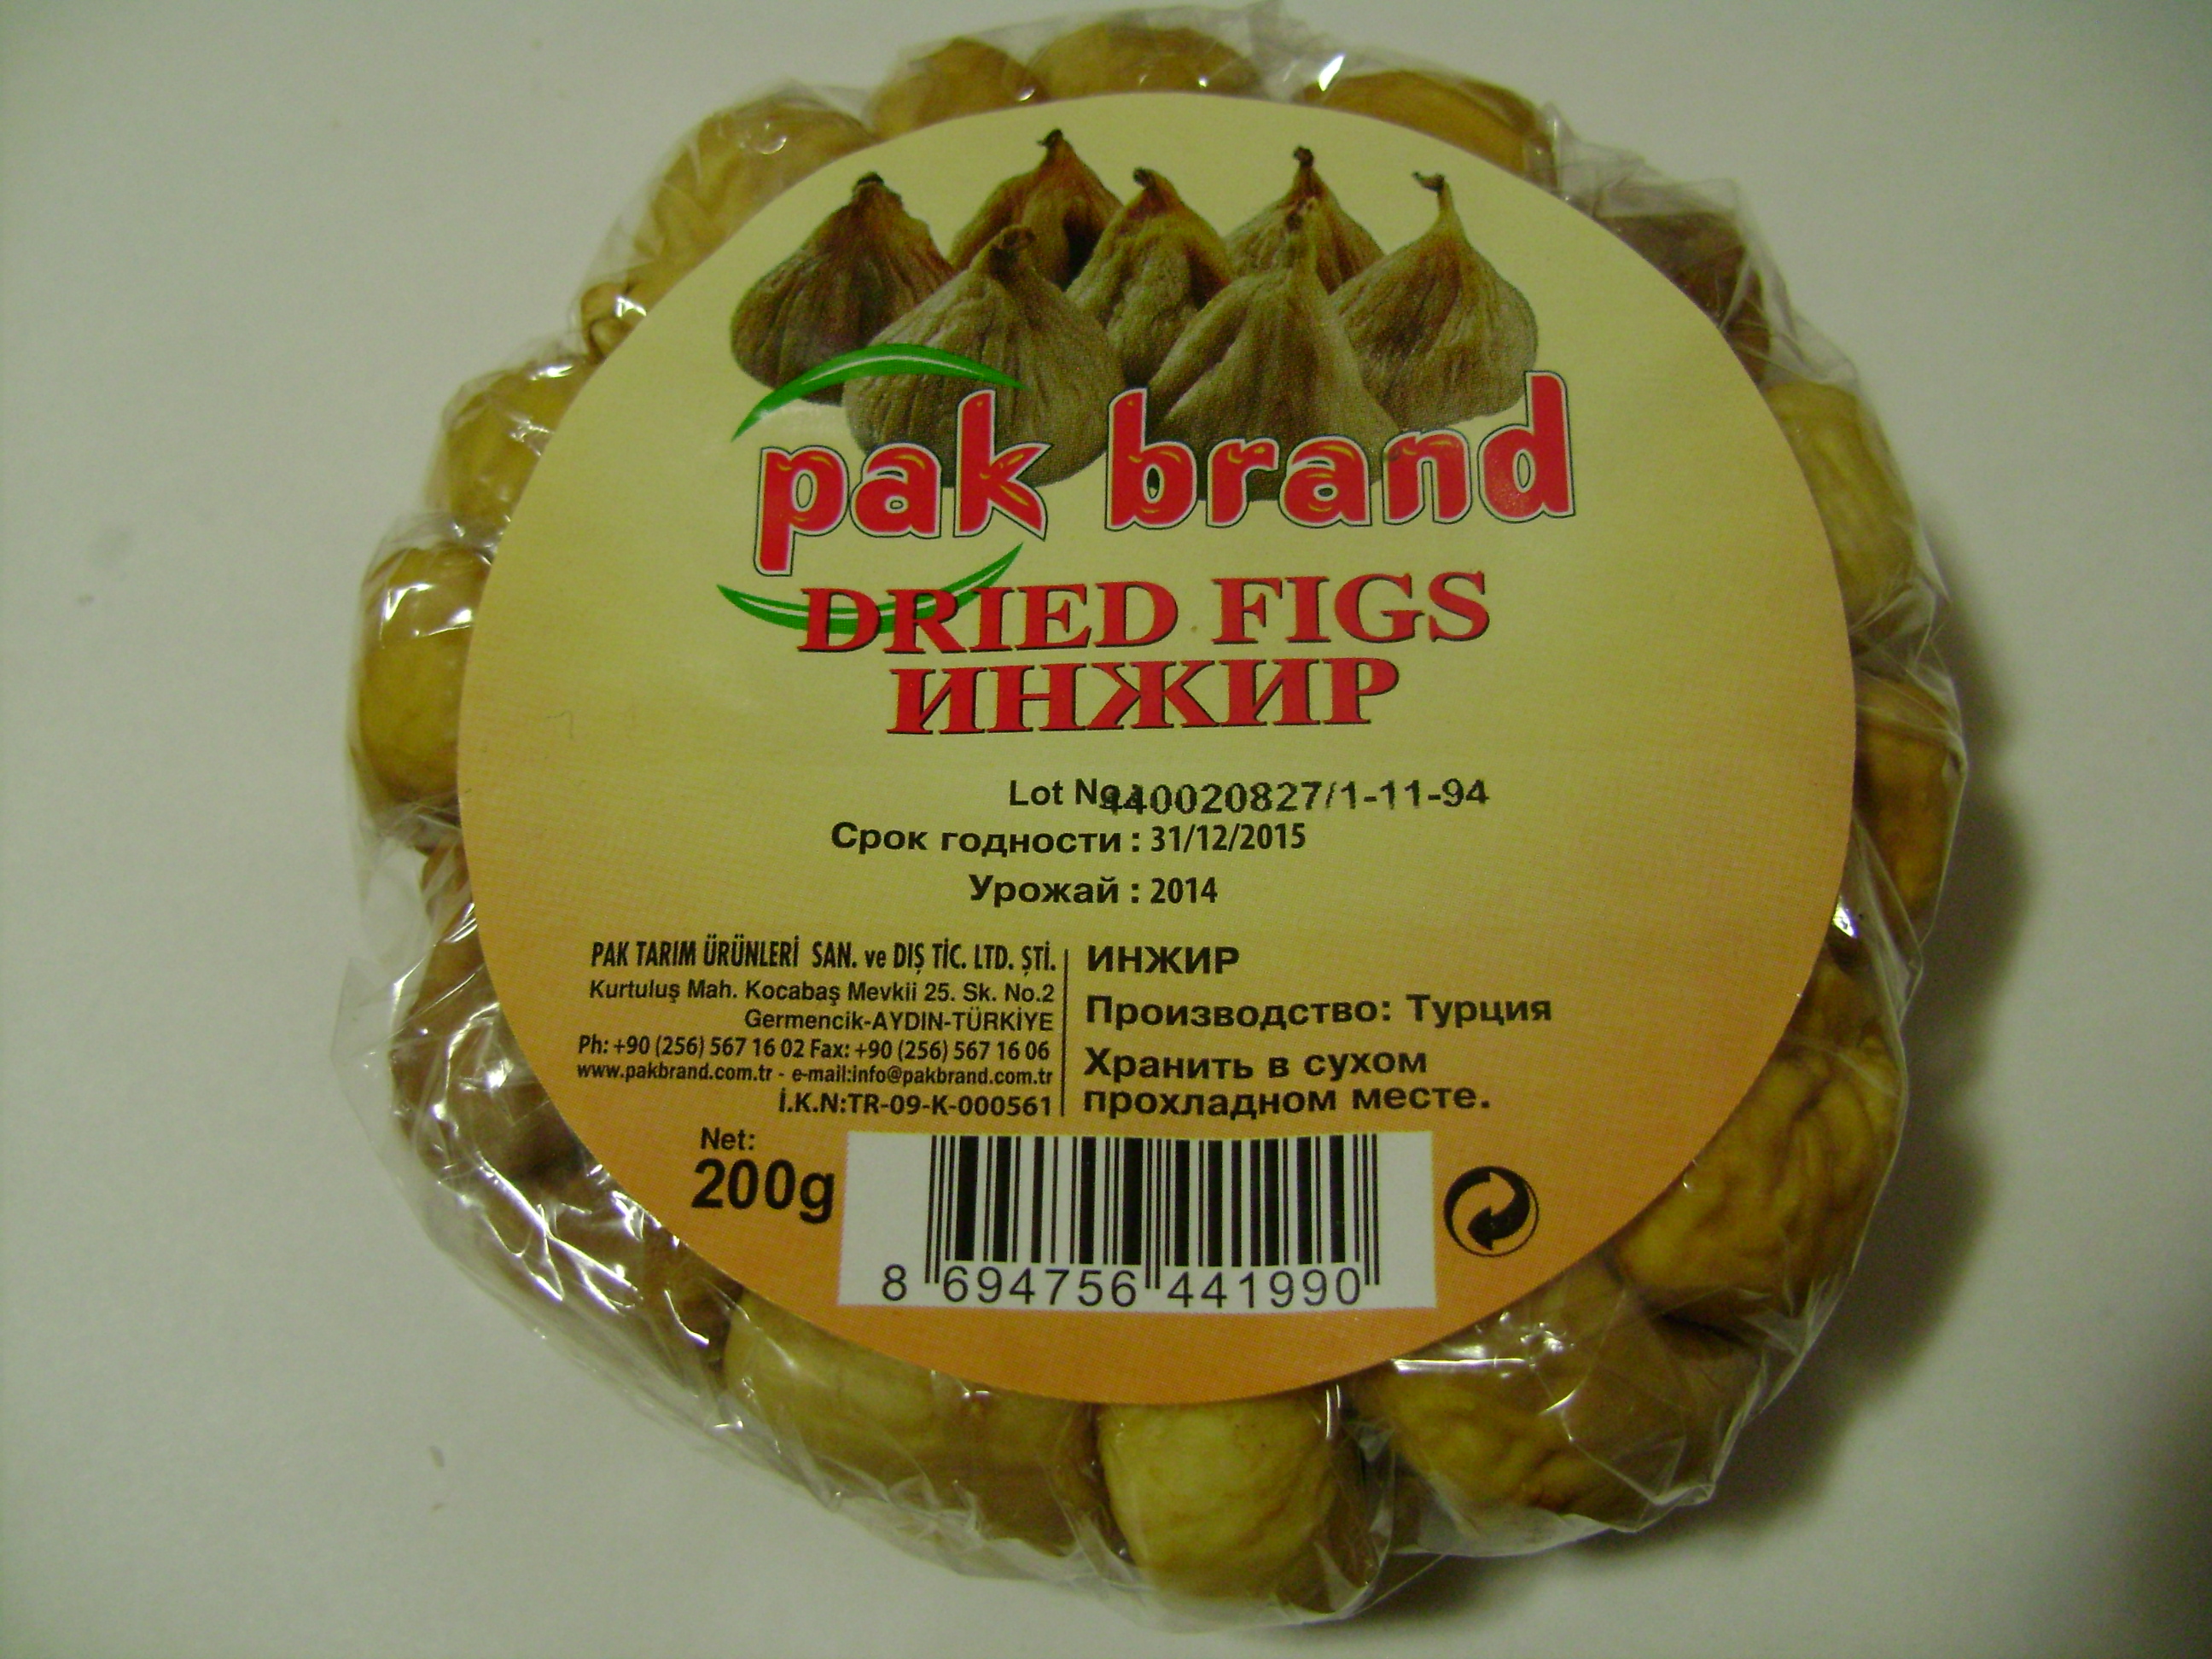 pak brand
DRIED FIGS
ИНЖИР
Lot No 440020827/1-11-94
Срок годности : 31/12/2015
Урожай : 2014
PAK TARIM ÜRÜNLERİ SAN. ve DIŞ TİC. LTD. ŞTİ.
Kurtuluş Mah. Kocabaş Mevkii 25. Sk. No.2
Germencik-AYDIN-TÜRKİYE
Ph: +90 (256) 567 16 02 Fax: +90 (256) 567 16 06
www.pakbrand.com.tr - e-mail:info@pakbrand.com.tr
İ.K.N:TR-09-K-000561
ИНЖИР
Производство: Турция
Хранить в сухом
прохладном месте.
Net:
200g
8 694756 441990